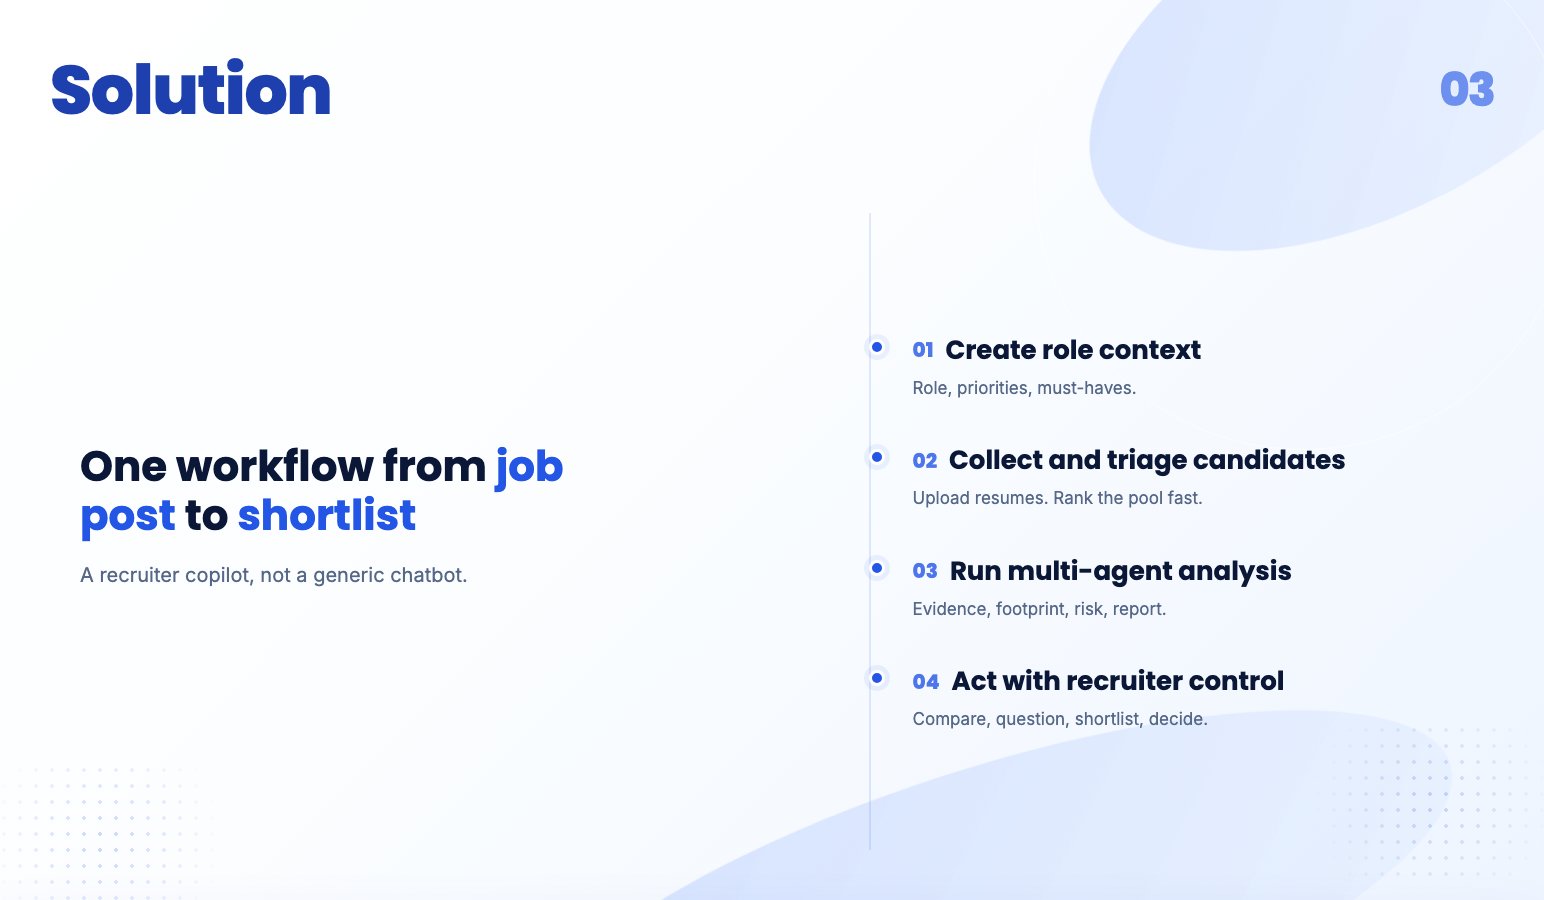 Solution
03
One workflow from job
post to shortlist
A recruiter copilot, not a generic chatbot.
01 Create role context
Role, priorities, must-haves.
02 Collect and triage candidates
Upload resumes. Rank the pool fast.
03 Run multi-agent analysis
Evidence, footprint, risk, report.
04 Act with recruiter control
Compare, question, shortlist, decide.